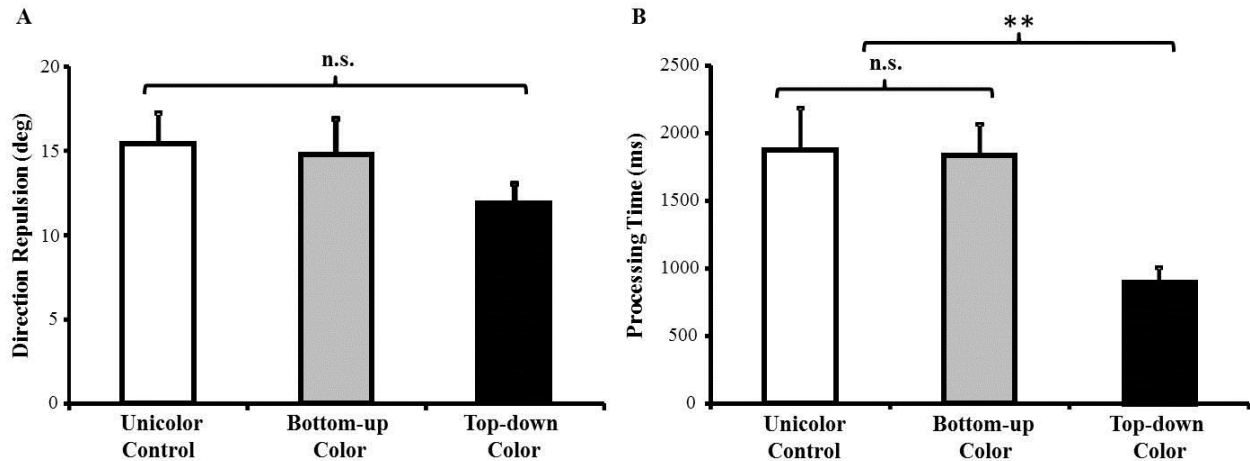 A
n.s.
20
15
10
5
0
Direction Repulsion (deg)
Unicolor
Control
Bottom-up
Color
Top-down
Color
B
**
n.s.
2500
2000
1500
1000
500
0
Processing Time (ms)
Unicolor
Control
Bottom-up
Color
Top-down
Color